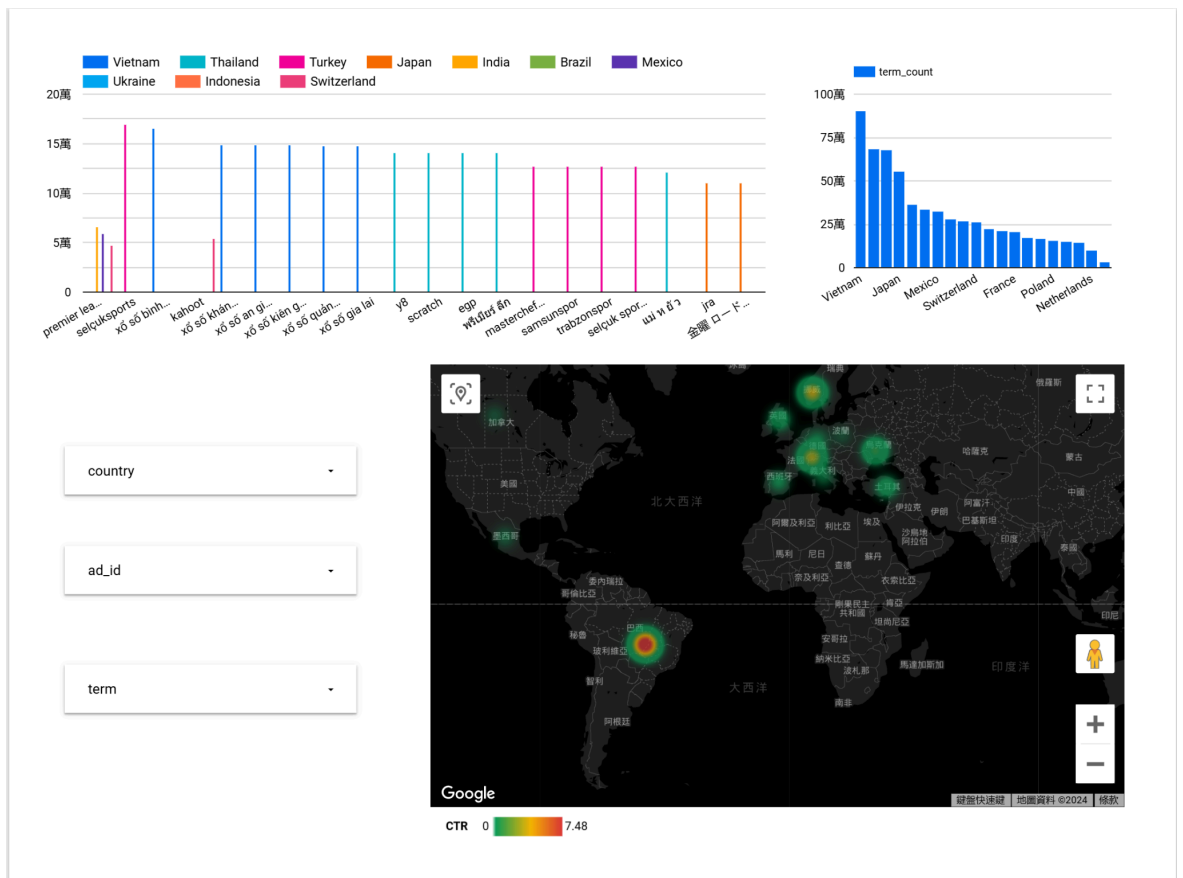 Vietnam Thailand Turkey Japan India Brazil Mexico
Ukraine Indonesia Switzerland
20萬
15萬
10萬
5萬
0
premier lea...
selçuksports
xổ số bình...
kahoot
xổ số khán...
xổ số an gi...
xổ số kiên g...
xổ số quản...
xổ số gia lai
y8
scratch
egp
พรีเมียร์ ลีก
masterchef...
samsunspor
trabzonspor
selçuk spor...
แม่ ห ย่ำ
jra
金曜 ロード...
term_count
100萬
75萬
50萬
25萬
0
Vietnam
Japan
Mexico
Switzerland
France
Poland
Netherlands
country
ad_id
term
冰島
瑞典
俄羅斯
加拿大
英國
波蘭
烏克蘭
哈薩克
蒙古
法國
義大利
西班牙
土耳其
美國
北大西洋
中國
阿富汗
伊拉克
伊朗
巴基斯坦
阿爾及利亞
利比亞
埃及
沙烏地
阿拉伯
印度
墨西哥
泰國
馬利
尼日
查德
蘇丹
委內瑞拉
奈及利亞
衣索比亞
哥倫比亞
剛果民主
共和國
肯亞
坦尚尼亞
印尼
巴西
秘魯
玻利維亞
安哥拉
納米比亞
波札那
馬達加斯加
印度洋
智利
大西洋
南非
阿根廷
Google
鍵盤快速鍵
地圖資料 ©2024
條款
CTR 0 7.48